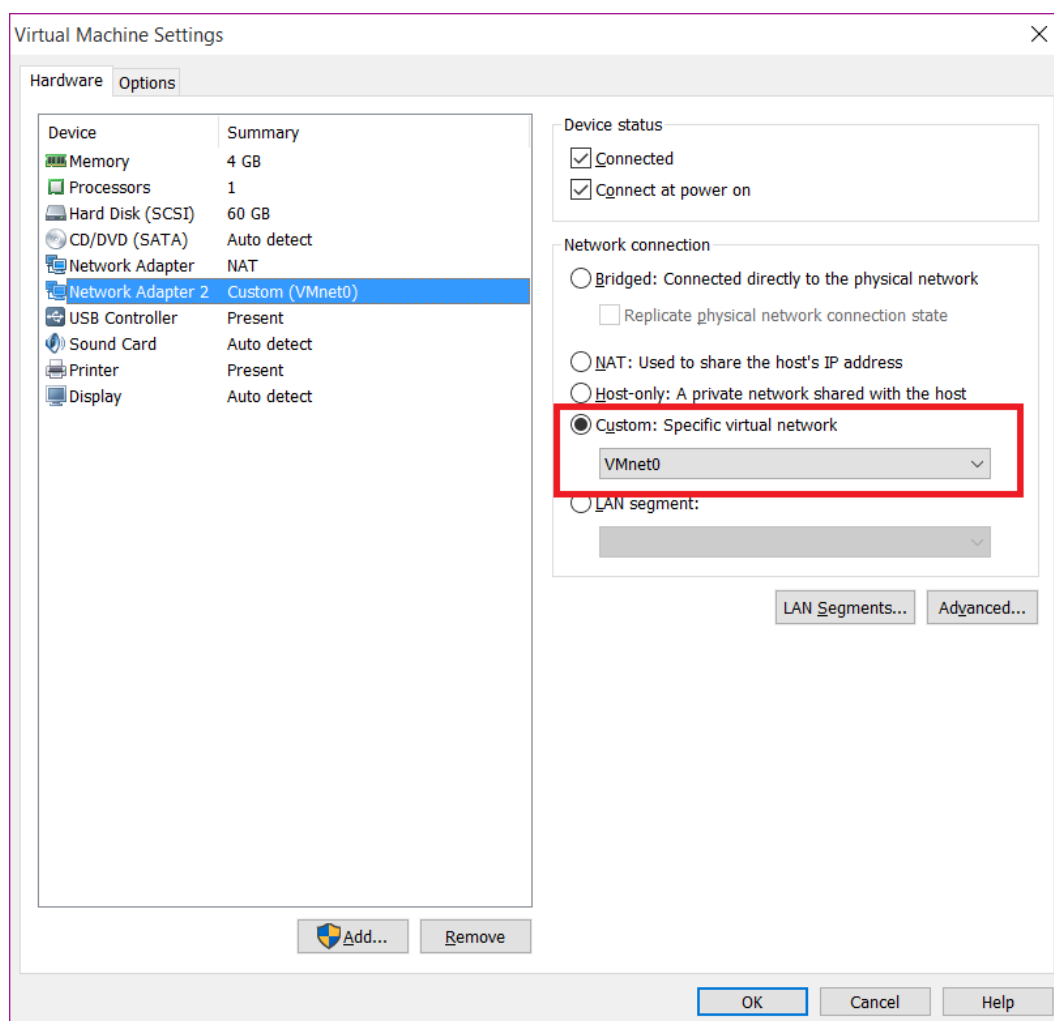 Virtual Machine Settings
Hardware
Options
Device Summary
Memory 4 GB
Processors 1
Hard Disk (SCSI) 60 GB
CD/DVD (SATA) Auto detect
Network Adapter NAT
Network Adapter 2 Custom (VMnet0)
USB Controller Present
Sound Card Auto detect
Printer Present
Display Auto detect
Add...
Remove
Device status
Connected
Connect at power on
Network connection
Bridged: Connected directly to the physical network
Replicate physical network connection state
NAT: Used to share the host's IP address
Host-only: A private network shared with the host
Custom: Specific virtual network
VMnet0
LAN segment:
LAN Segments...
Advanced...
OK
Cancel
Help